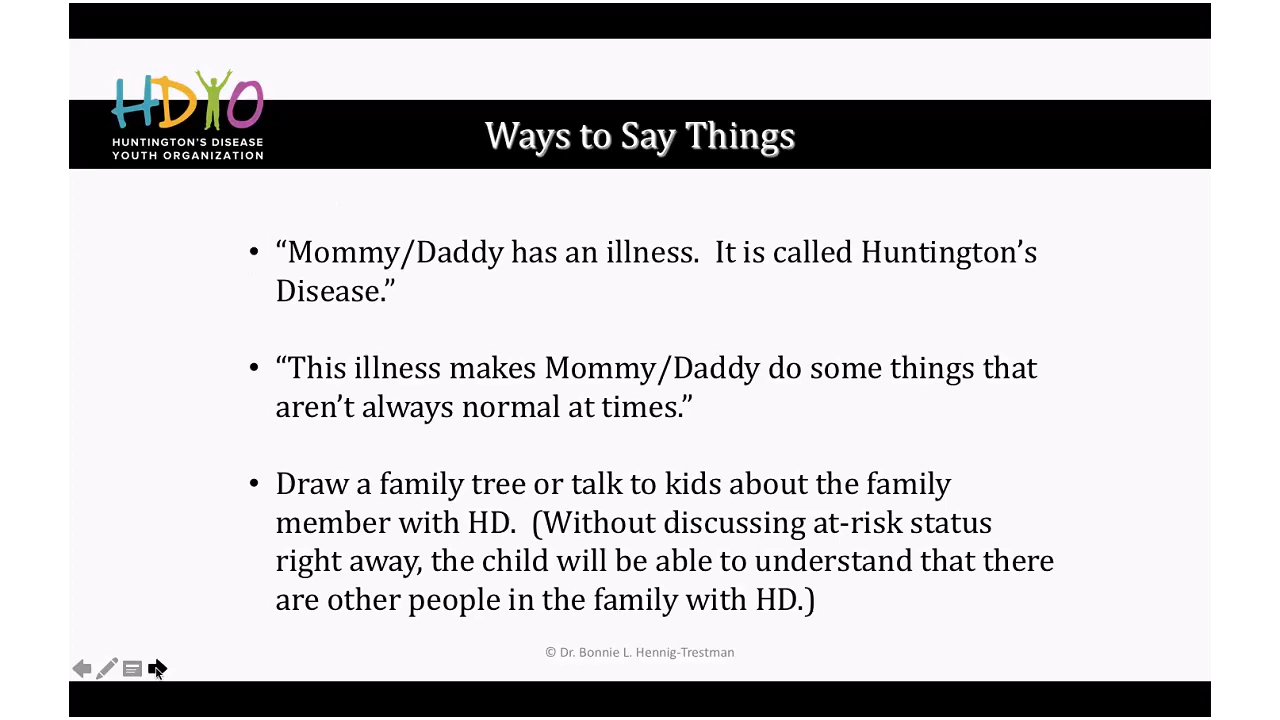 HDYO
HUNTINGTON'S DISEASE
YOUTH ORGANIZATION
Ways to Say Things
• “Mommy/Daddy has an illness.  It is called Huntington’s
Disease.”
• “This illness makes Mommy/Daddy do some things that
aren’t always normal at times.”
• Draw a family tree or talk to kids about the family
member with HD.  (Without discussing at-risk status
right away, the child will be able to understand that there
are other people in the family with HD.)
© Dr. Bonnie L. Hennig-Trestman